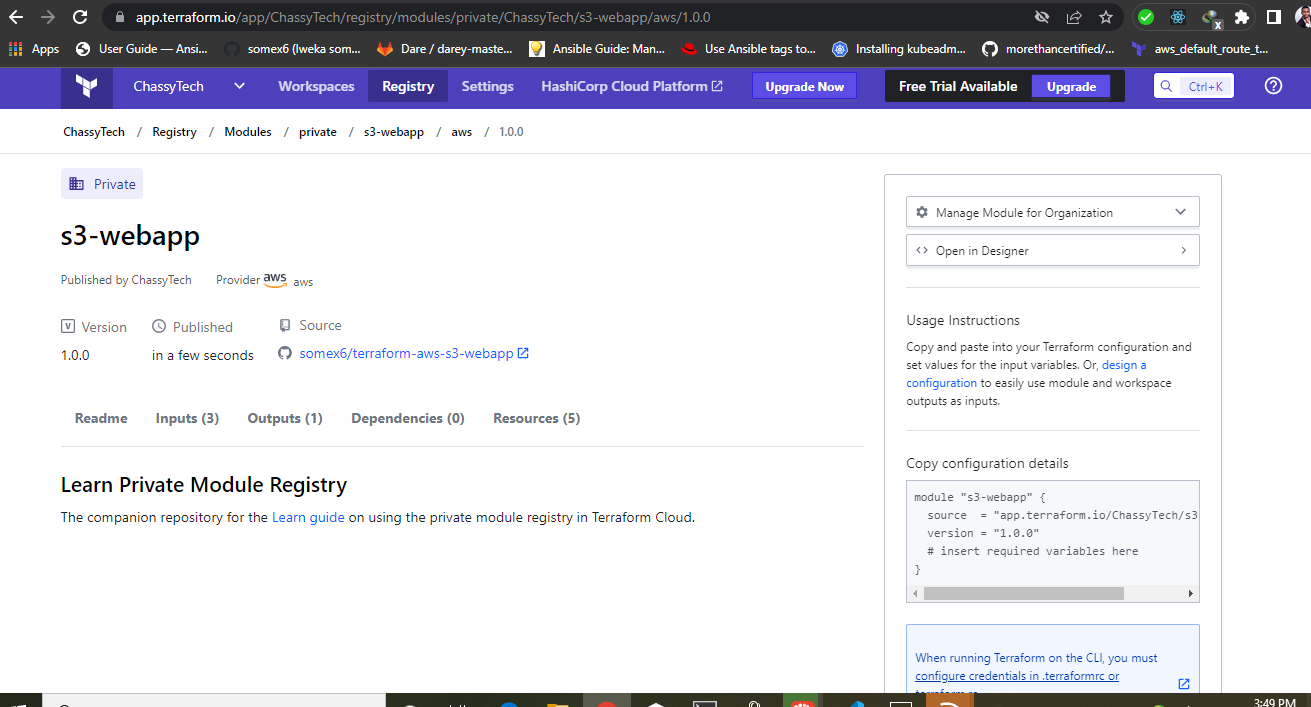 app.terraform.io/app/ChassyTech/registry/modules/private/ChassyTech/s3-webapp/aws/1.0.0
Apps
User Guide — Ansi...
somex6 (Iweka som...
Dare / darey-maste...
Ansible Guide: Man...
Use Ansible tags to...
Installing kubeadm...
morethancertified/...
aws_default_route_t...
ChassyTech
Workspaces
Registry
Settings
HashiCorp Cloud Platform
Upgrade Now
Free Trial Available
Upgrade
Ctrl+K
ChassyTech / Registry / Modules / private / s3-webapp / aws / 1.0.0
Private
s3-webapp
Published by ChassyTech
Provider aws aws
Version
Published
Source
1.0.0
in a few seconds
somex6/terraform-aws-s3-webapp
Readme
Inputs (3)
Outputs (1)
Dependencies (0)
Resources (5)
Learn Private Module Registry
The companion repository for the Learn guide on using the private module registry in Terraform Cloud.
Manage Module for Organization
Open in Designer
Usage Instructions
Copy and paste into your Terraform configuration and
set values for the input variables. Or, design a
configuration to easily use module and workspace
outputs as inputs.
Copy configuration details
module "s3-webapp" {
source = "app.terraform.io/ChassyTech/s3
version = "1.0.0"
# insert required variables here
}
When running Terraform on the CLI, you must
configure credentials in .terraformrc or
3:49 PM